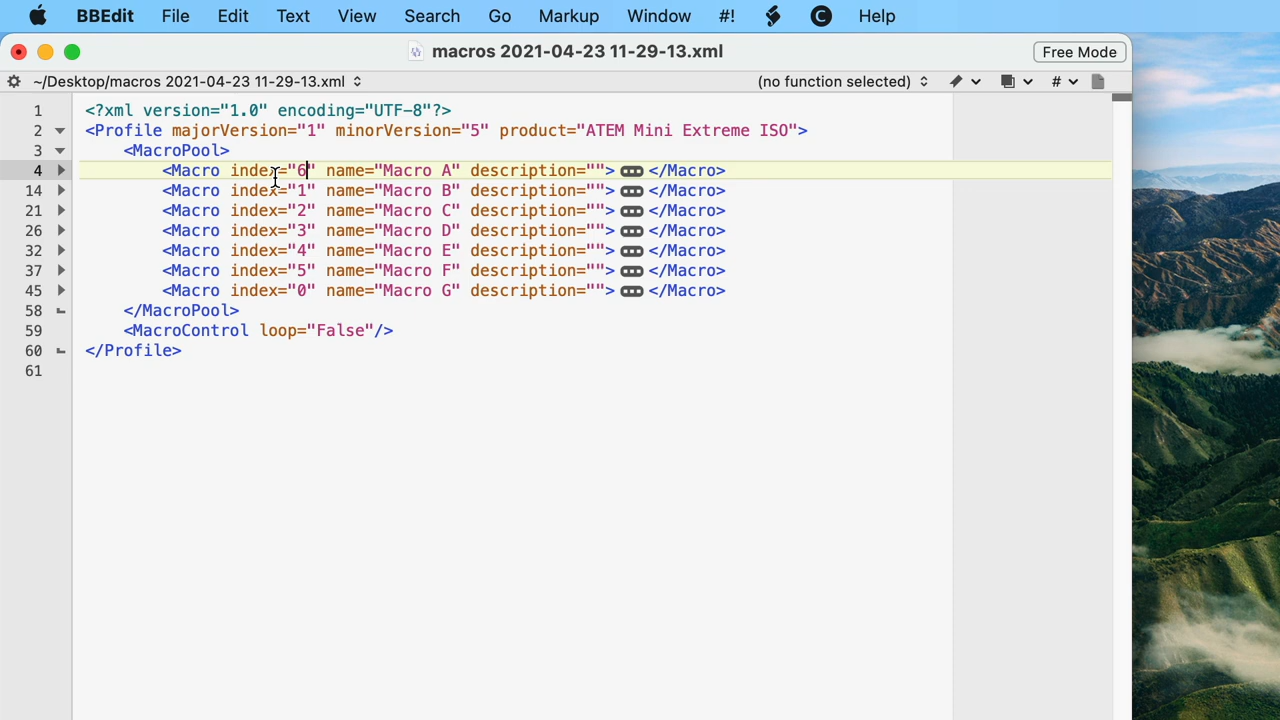 BBEdit File Edit Text View Search Go Markup Window #! Help
macros 2021-04-23 11-29-13.xml Free Mode
~/Desktop/macros 2021-04-23 11-29-13.xml (no function selected) #
1 <?xml version="1.0" encoding="UTF-8"?>
2 <Profile majorVersion="1" minorVersion="5" product="ATEM Mini Extreme ISO">
3 <MacroPool>
4 <Macro index="6" name="Macro A" description=""> </Macro>
14 <Macro index="1" name="Macro B" description=""> </Macro>
21 <Macro index="2" name="Macro C" description=""> </Macro>
26 <Macro index="3" name="Macro D" description=""> </Macro>
32 <Macro index="4" name="Macro E" description=""> </Macro>
37 <Macro index="5" name="Macro F" description=""> </Macro>
45 <Macro index="0" name="Macro G" description=""> </Macro>
58 </MacroPool>
59 <MacroControl loop="False"/>
60 </Profile>
61